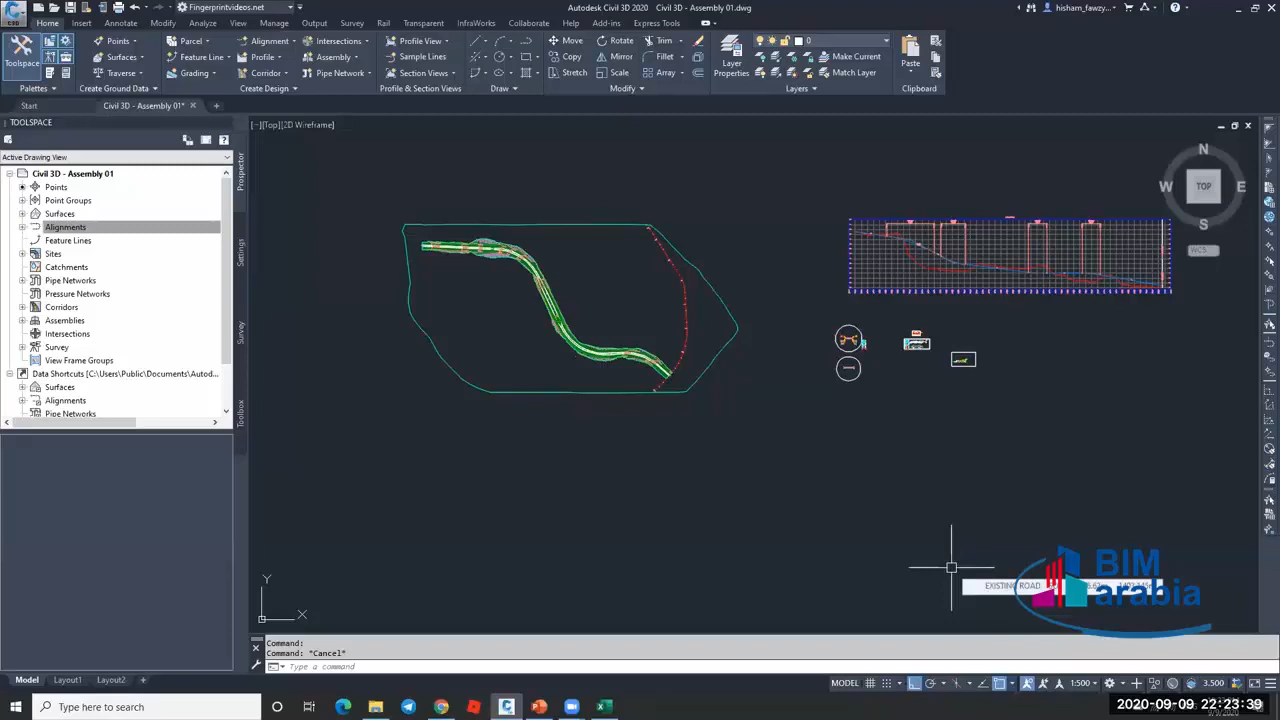 Fingerprintvideos.net
Autodesk Civil 3D 2020 Civil 3D - Assembly 01.dwg
hisham_fawzy...
C3D
Home Insert Annotate Modify Analyze View Manage Output Survey Rail Transparent InfraWorks Collaborate Help Add-ins Express Tools
Toolspace
Points
Surfaces
Traverse
Parcel
Feature Line
Grading
Alignment
Profile
Corridor
Intersections
Assembly
Pipe Network
Profile View
Sample Lines
Section Views
Move
Copy
Stretch
Rotate
Mirror
Scale
Trim
Fillet
Array
Layer
Properties
0
Make Current
Match Layer
Paste
Palettes Create Ground Data Create Design Profile & Section Views Draw Modify Layers Clipboard
Start Civil 3D - Assembly 01*
TOOLSPACE
Active Drawing View
Civil 3D - Assembly 01
Points
Point Groups
Surfaces
Alignments
Feature Lines
Sites
Catchments
Pipe Networks
Pressure Networks
Corridors
Assemblies
Intersections
Survey
View Frame Groups
Data Shortcuts [C:\Users\Public\Documents\Autod...
Surfaces
Alignments
Pipe Networks
Prospector
Settings
Survey
Toolbox
[−][Top][2D Wireframe]
N
W TOP E
S
WCS
EXISTING ROAD
BIM
arabia
Y
X
Command:
Command: *Cancel*
Type a command
Model Layout1 Layout2
MODEL 1:500 3.500
Type here to search
2020-09-09 22:23:39